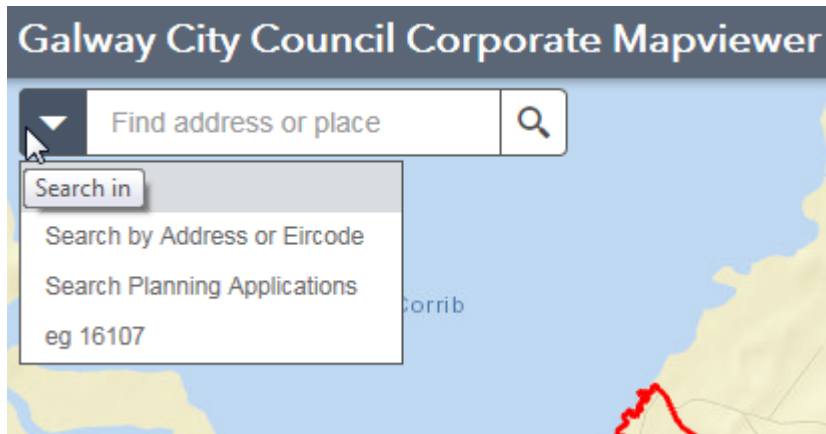 Galway City Council Corporate Mapviewer
Find address or place
Search in
Search by Address or Eircode
Search Planning Applications
eg 16107
orrib